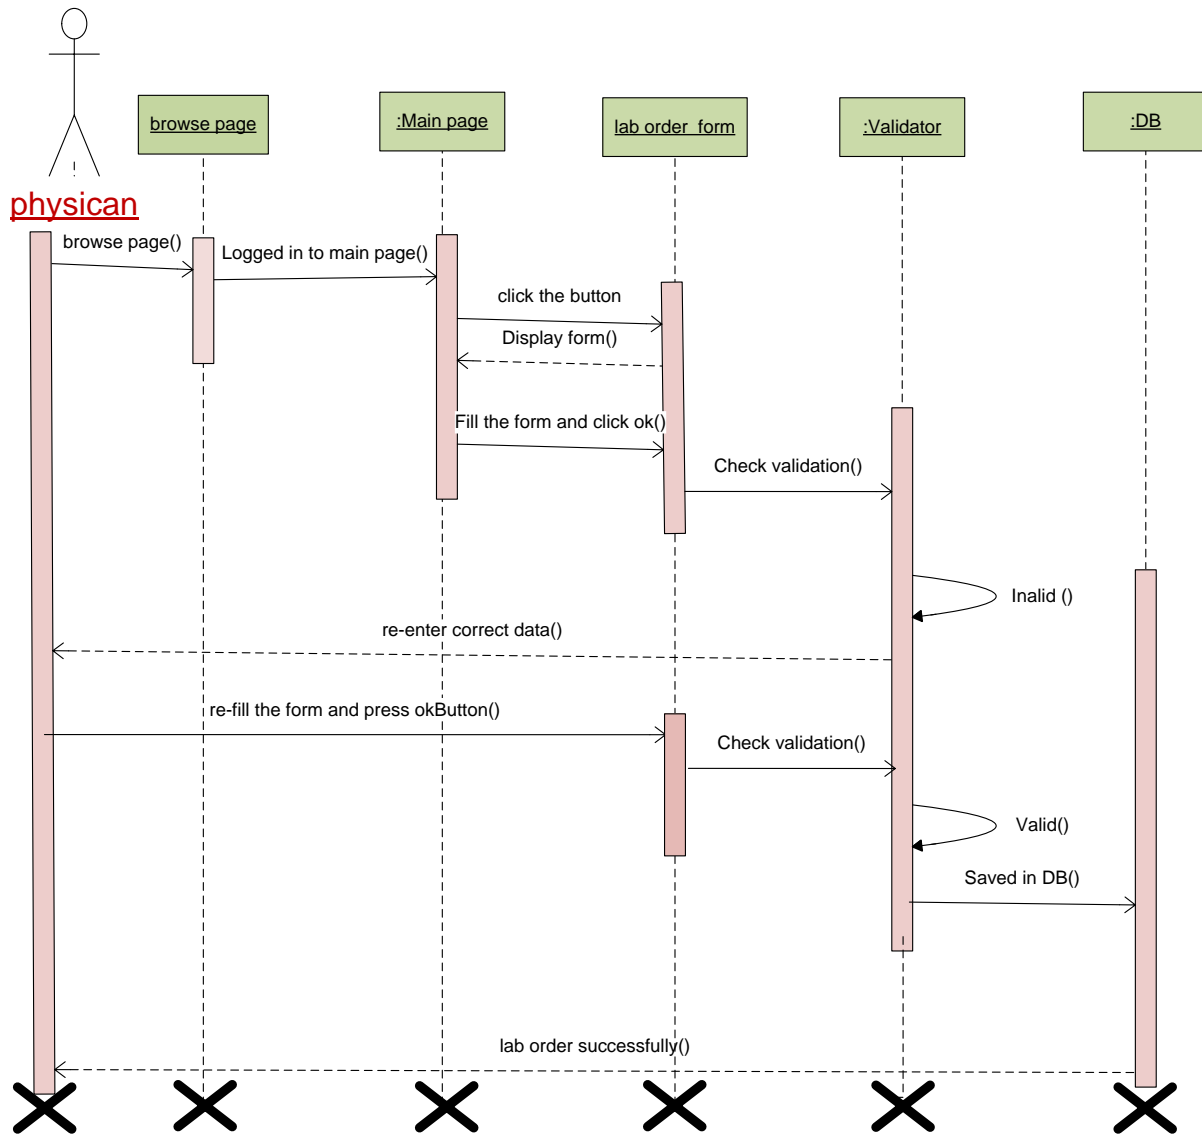 browse page
:Main page
lab order  form
:Validator
:DB
physican
browse page()
Logged in to main page()
click the button
Display form()
Fill the form and click ok()
Check validation()
Inalid ()
re-enter correct data()
re-fill the form and press okButton()
Check validation()
Valid()
Saved in DB()
lab order successfully()